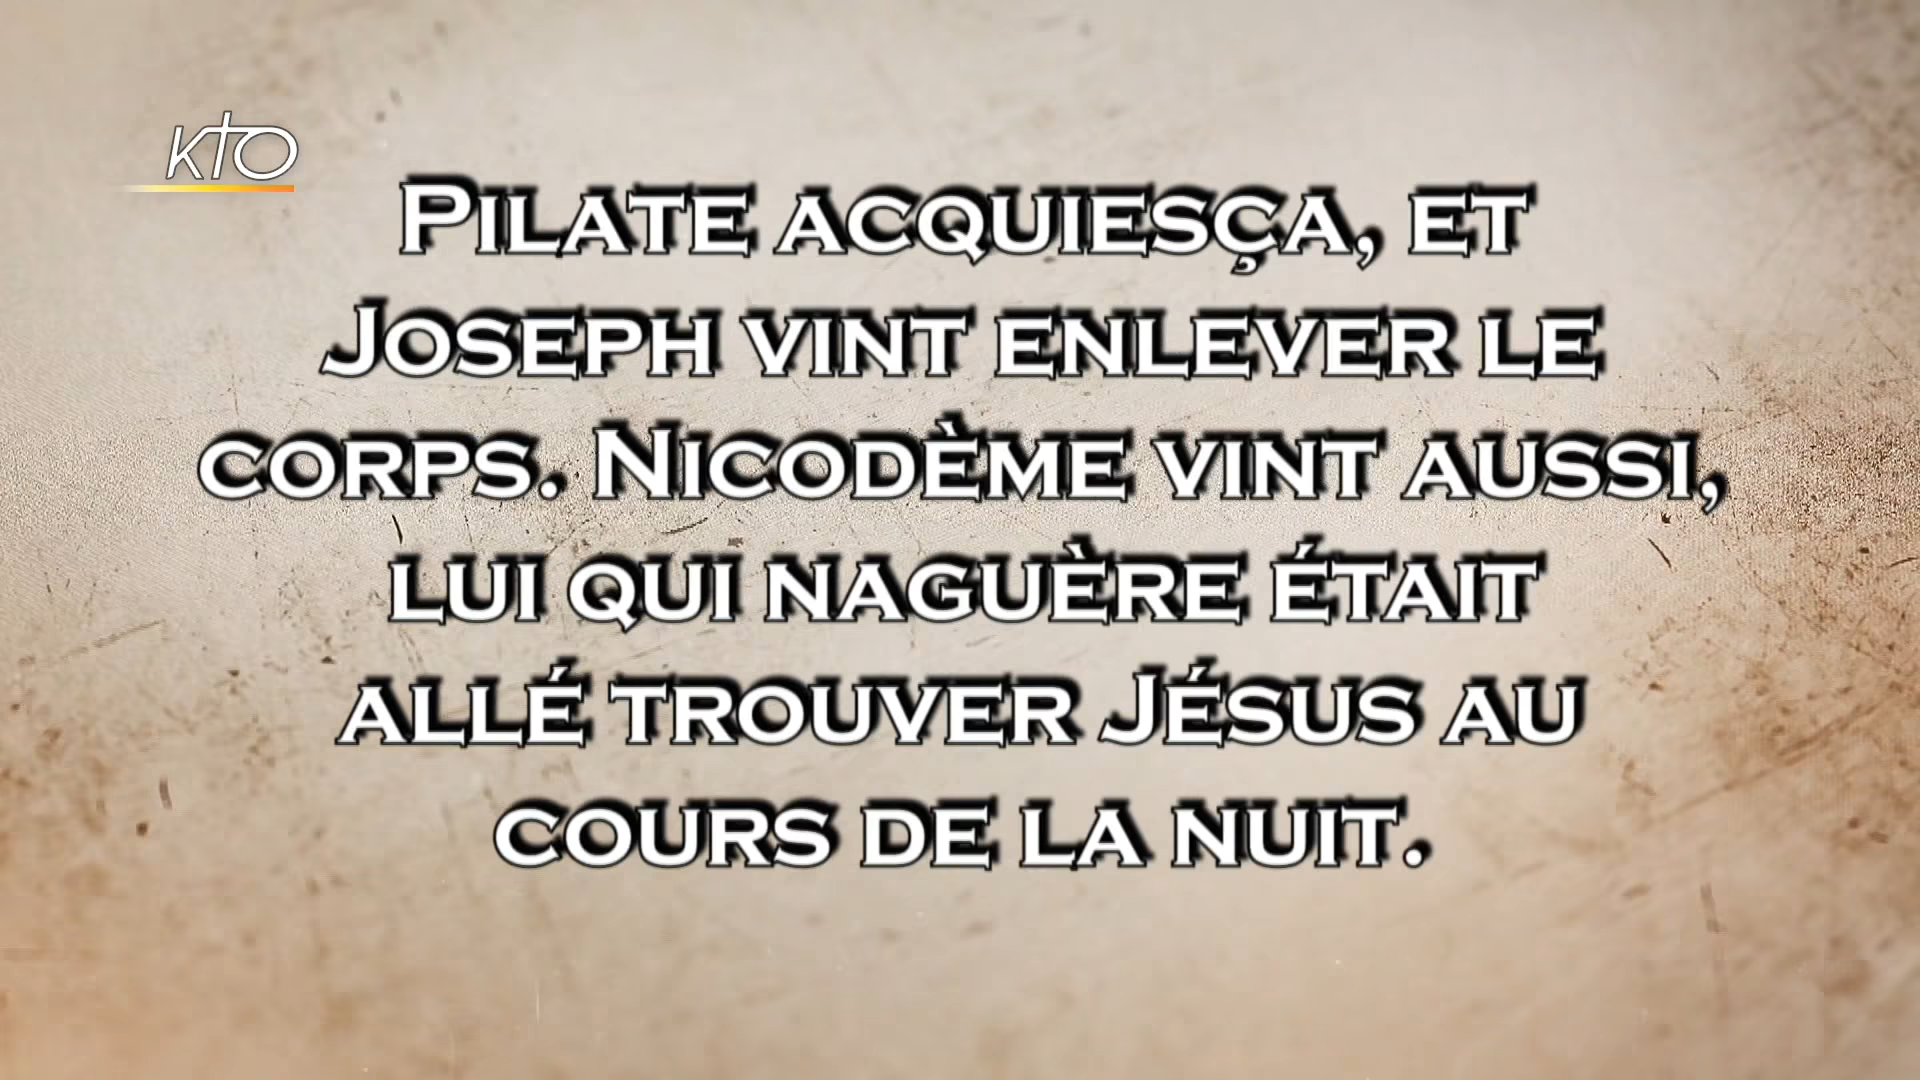 KTO
Pilate acquiesça, et
Joseph vint enlever le
corps. Nicodème vint aussi,
lui qui naguère était
allé trouver Jésus au
cours de la nuit.